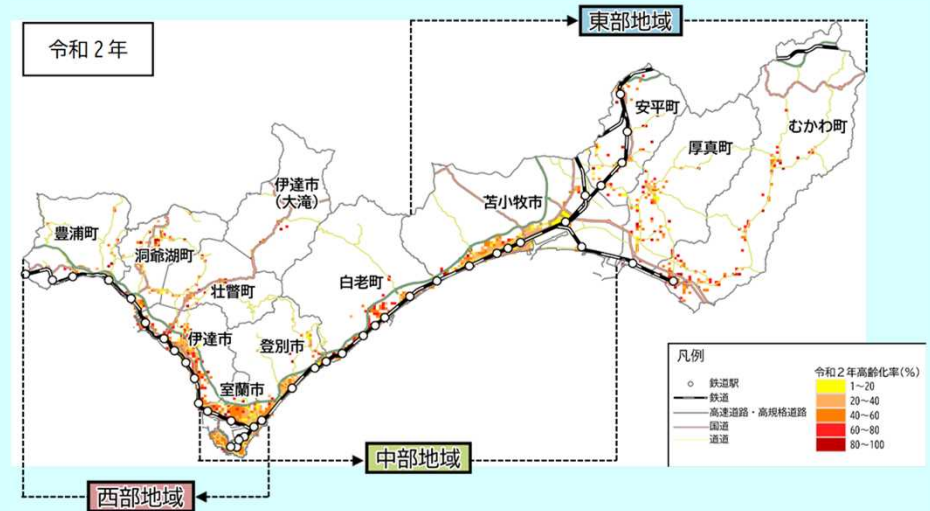 令和2年
東部地域
安平町
むかわ町
厚真町
伊達市
(大滝)
苫小牧市
豊浦町
洞爺湖町
白老町
壮瞥町
伊達市
登別市
室蘭市
中部地域
西部地域
凡例
鉄道駅
鉄道
高速道路・高規格道路
国道
道道
令和2年高齢化率(%)
1～20
20～40
40～60
60～80
80～100